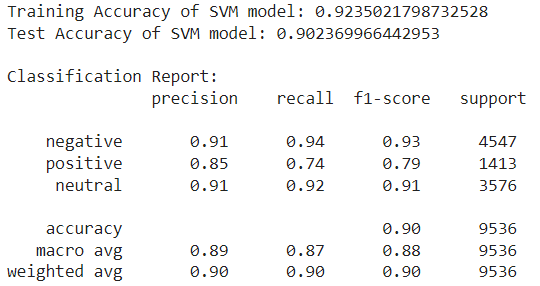 Training Accuracy of SVM model: 0.9235021798732528
Test Accuracy of SVM model: 0.902369966442953
Classification Report:
precision recall f1-score support
negative 0.91 0.94 0.93 4547
positive 0.85 0.74 0.79 1413
neutral 0.91 0.92 0.91 3576
accuracy 0.90 9536
macro avg 0.89 0.87 0.88 9536
weighted avg 0.90 0.90 0.90 9536